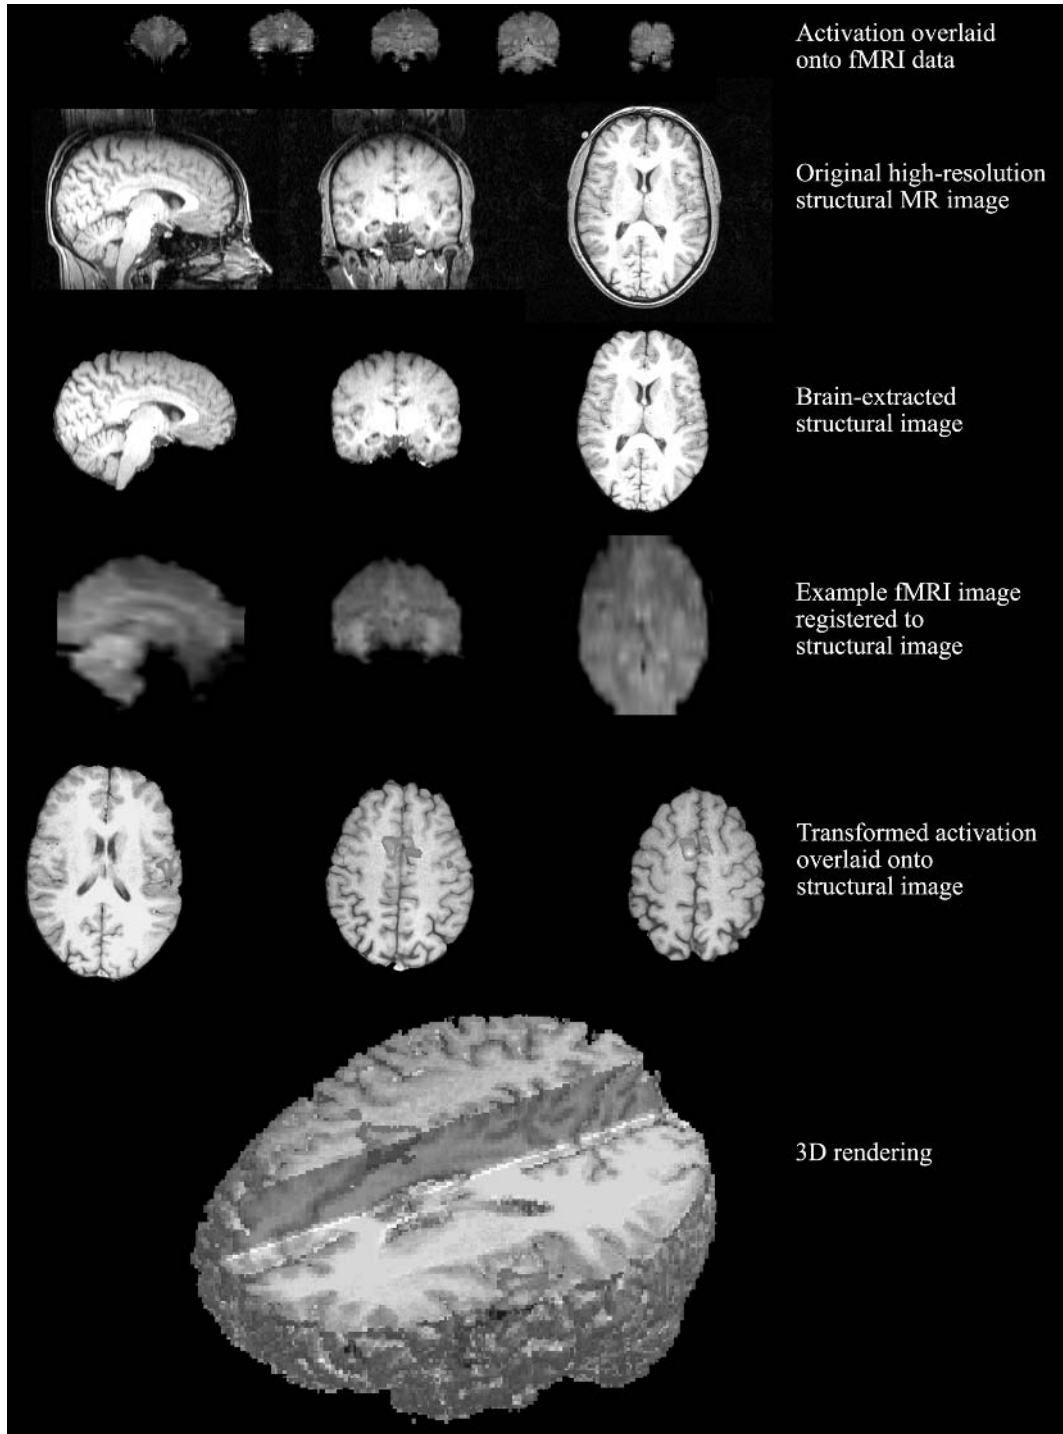 Activation overlaid
onto fMRI data
Original high-resolution
structural MR image
Brain-extracted
structural image
Example fMRI image
registered to
structural image
Transformed activation
overlaid onto
structural image
3D rendering